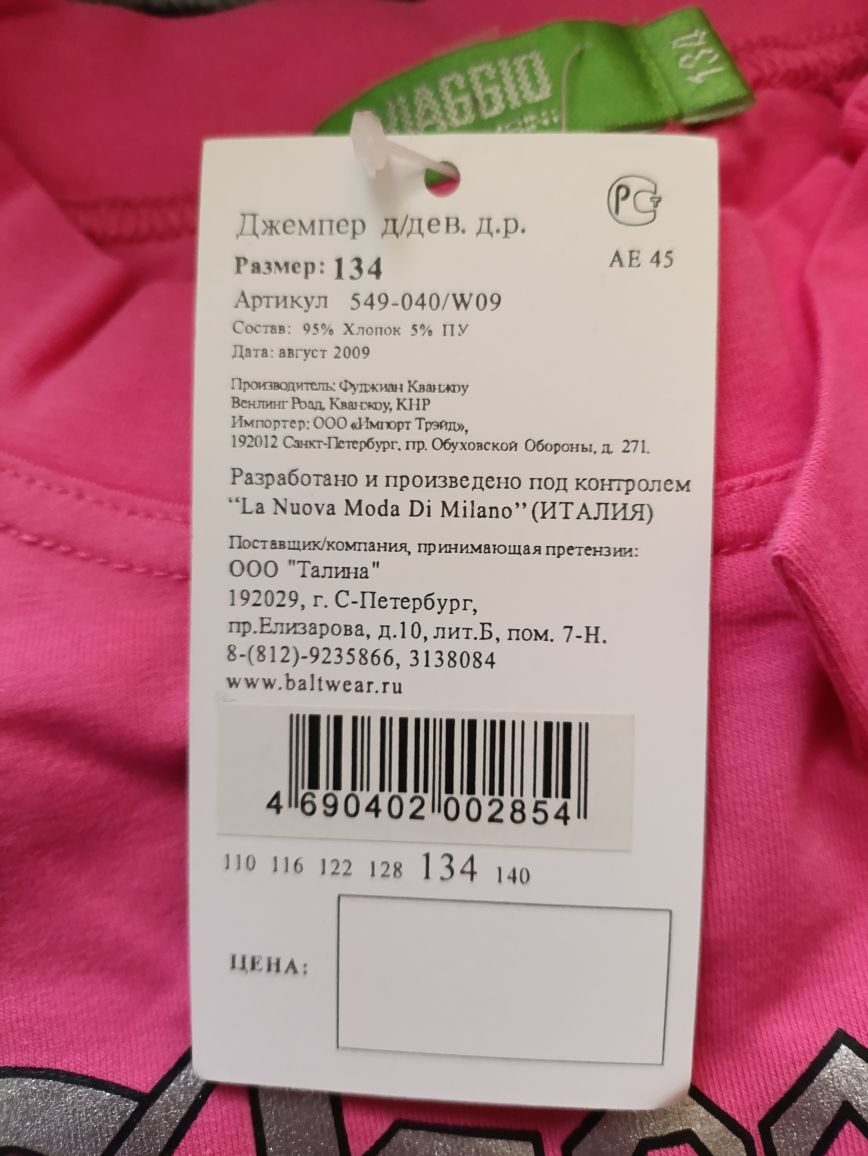 VIAGGIO
134
РСТ
Джемпер д/дев. д.р.
АЕ 45
Размер: 134
Артикул 549-040/W09
Состав: 95% Хлопок 5% ПУ
Дата: август 2009
Производитель: Фуджиан Кванжоу
Венлинг Роад, Кванжоу, КНР
Импортер: ООО «Импорт Трэйд»,
192012 Санкт-Петербург, пр. Обуховской Обороны, д. 271.
Разработано и произведено под контролем
“La Nuova Moda Di Milano” (ИТАЛИЯ)
Поставщик/компания, принимающая претензии:
ООО "Талина"
192029, г. С-Петербург,
пр.Елизарова, д.10, лит.Б, пом. 7-Н.
8-(812)-9235866, 3138084
www.baltwear.ru
4 690402 002854
110 116 122 128 134 140
ЦЕНА: